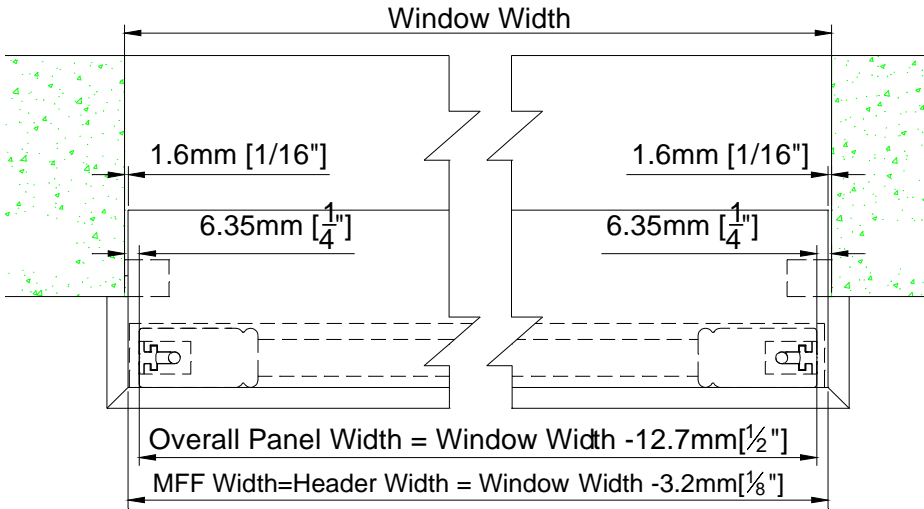 Window Width
1.6mm [1/16"] 1.6mm [1/16"]
6.35mm [1/4"] 6.35mm [1/4"]
Overall Panel Width = Window Width -12.7mm[1/2"]
MFF Width=Header Width = Window Width -3.2mm[1/8"]